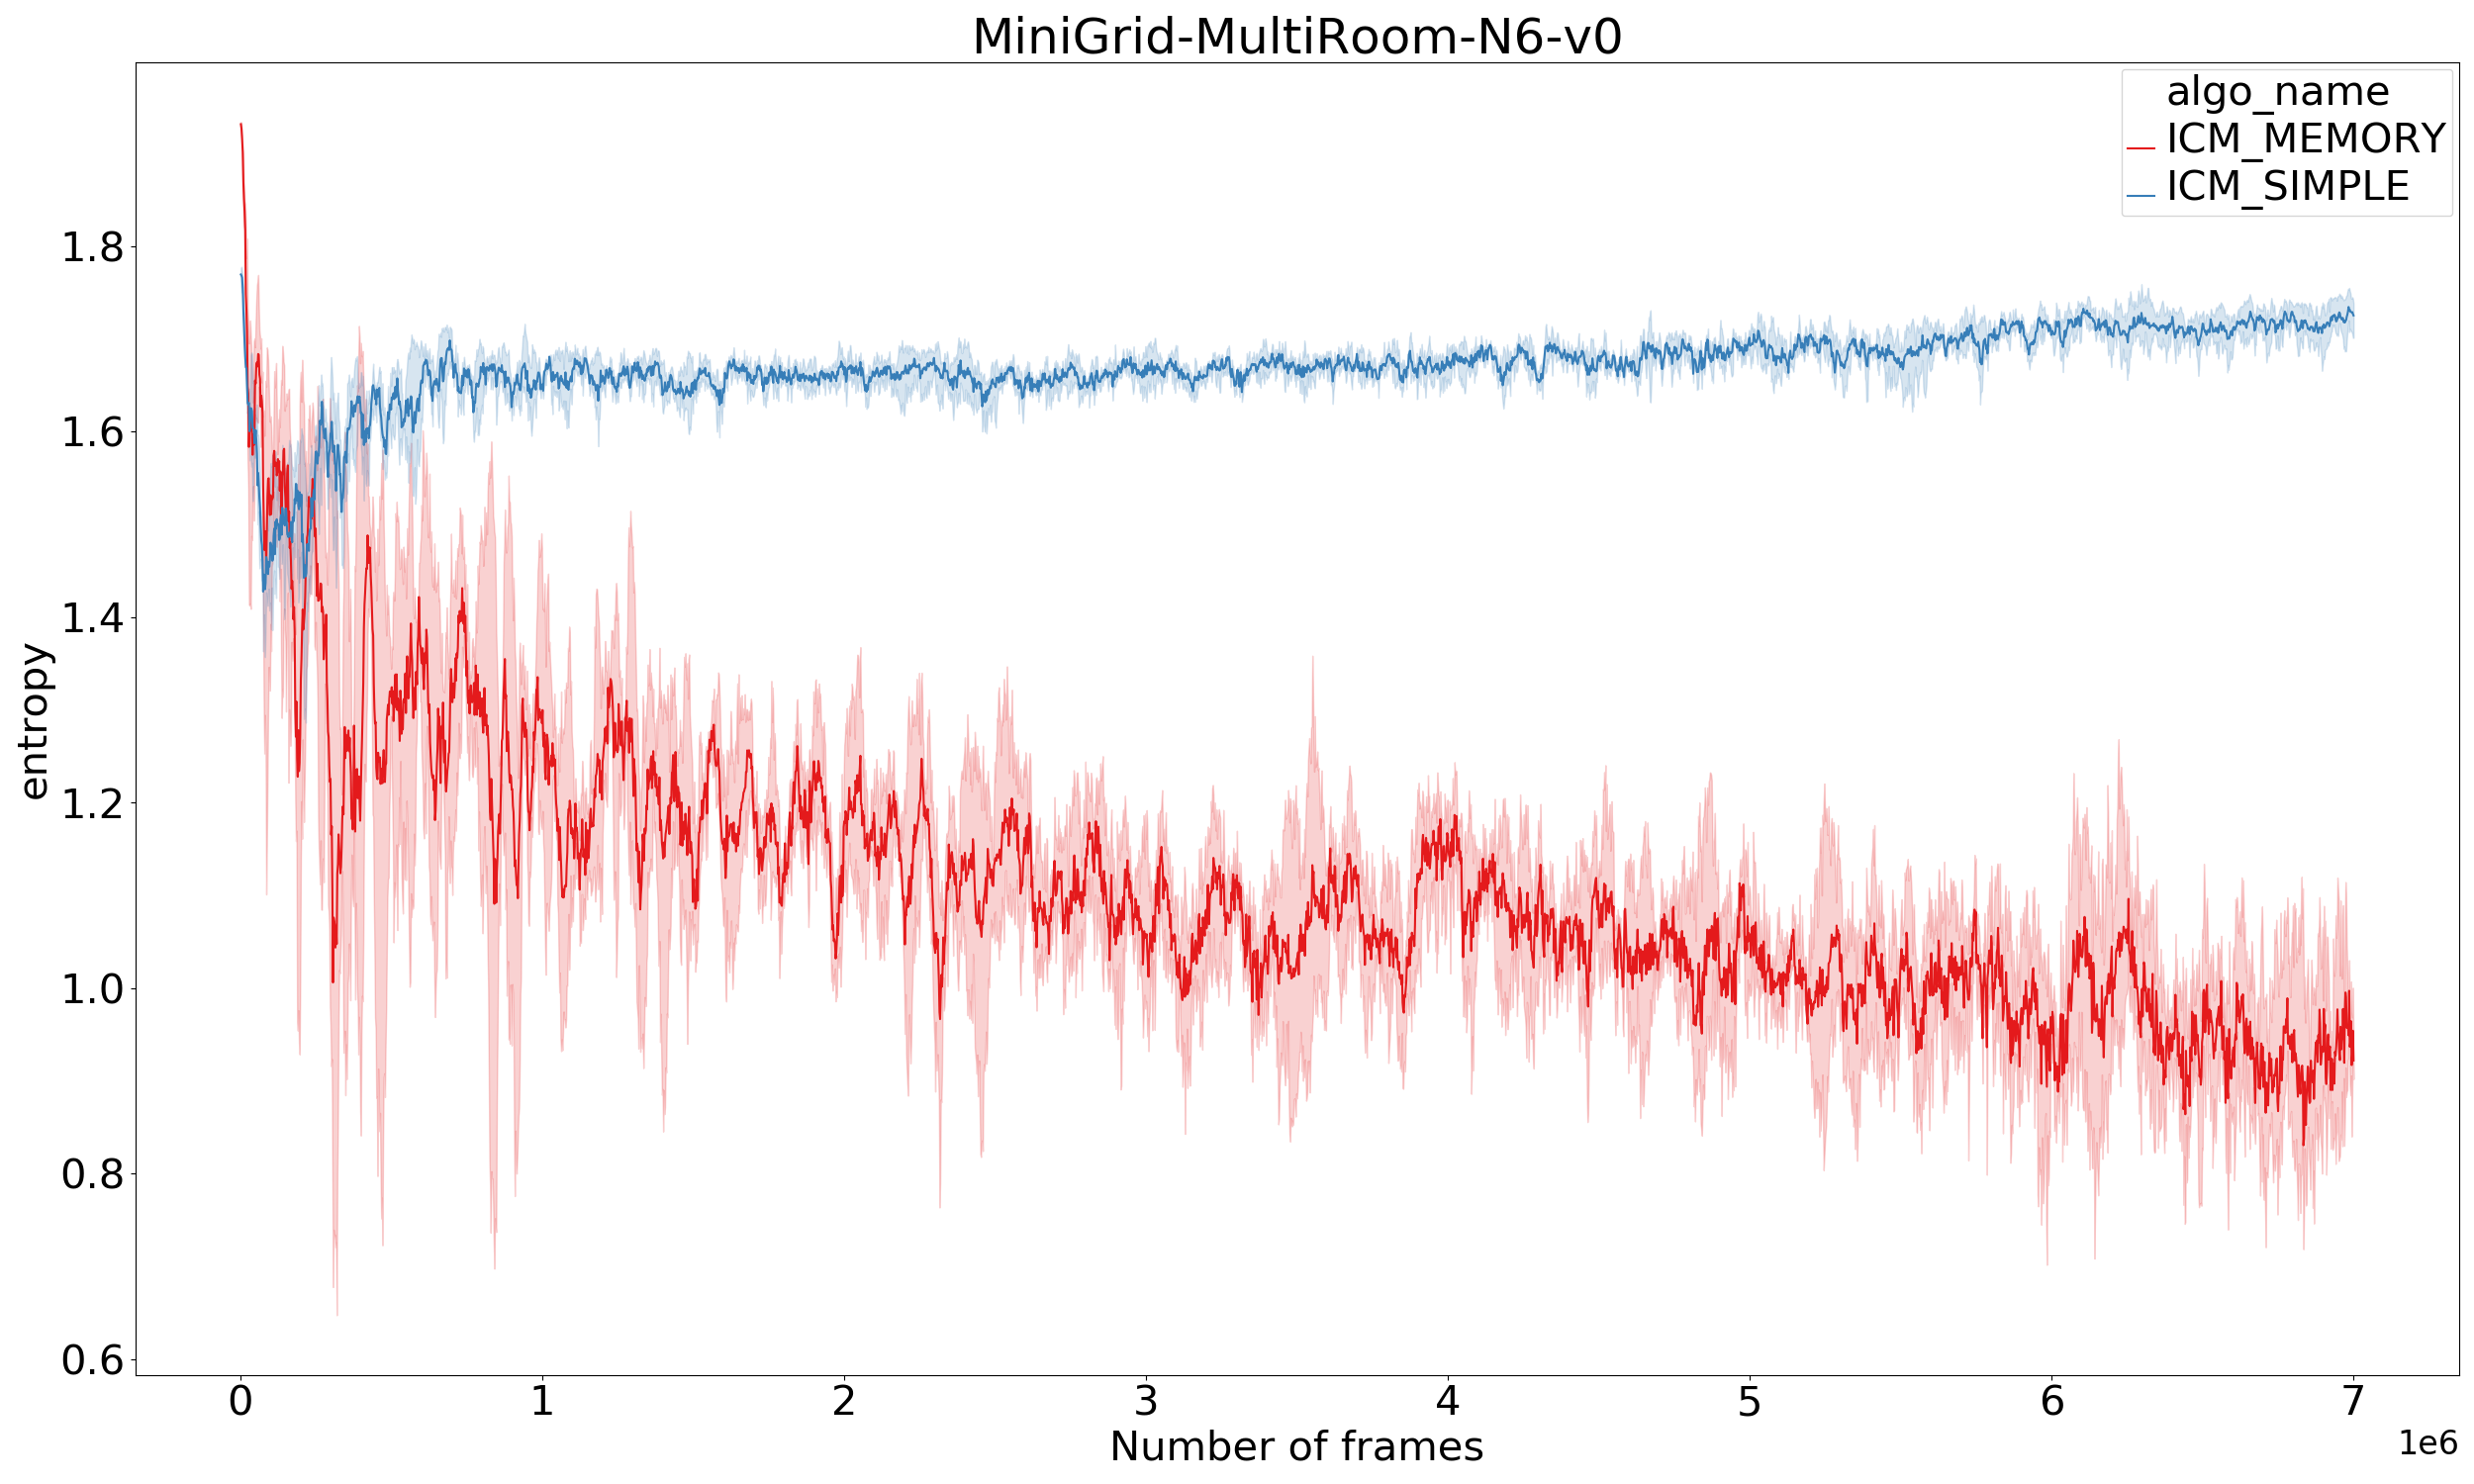 MiniGrid-MultiRoom-N6-v0
algo_name
ICM_MEMORY
ICM_SIMPLE
entropy
1.8
1.6
1.4
1.2
1.0
0.8
0.6
0 1 2 3 4 5 6 7
Number of frames
1e6